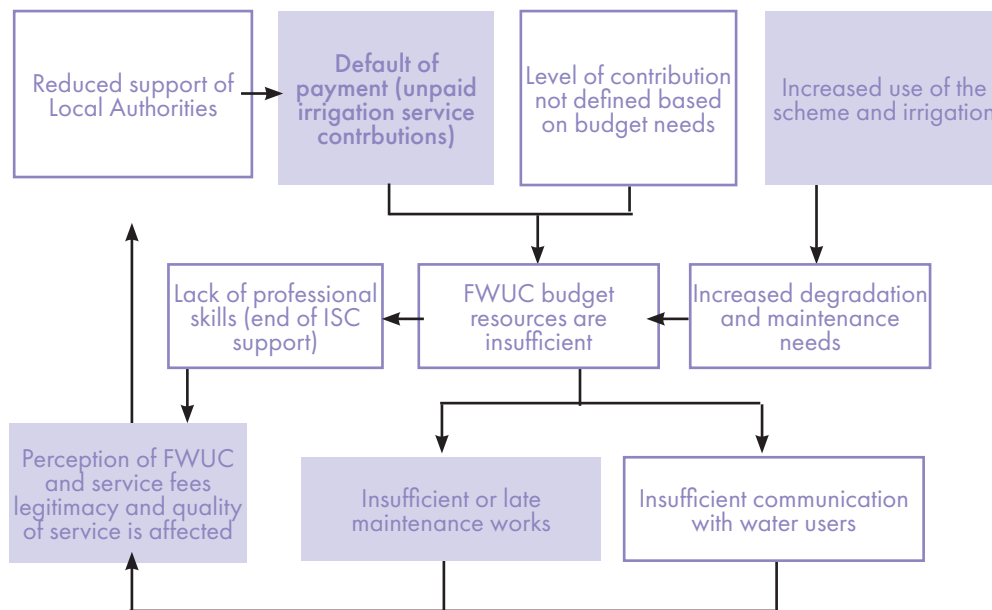 Reduced support of
Local Authorities
Default of
payment (unpaid
irrigation service
contrbutions)
Level of contribution
not defined based
on budget needs
Increased use of the
scheme and irrigation
Lack of professional
skills (end of ISC
support)
FWUC budget
resources are
insufficient
Increased degradation
and maintenance
needs
Perception of FWUC
and service fees
legitimacy and quality
of service is affected
Insufficient or late
maintenance works
Insufficient communication
with water users